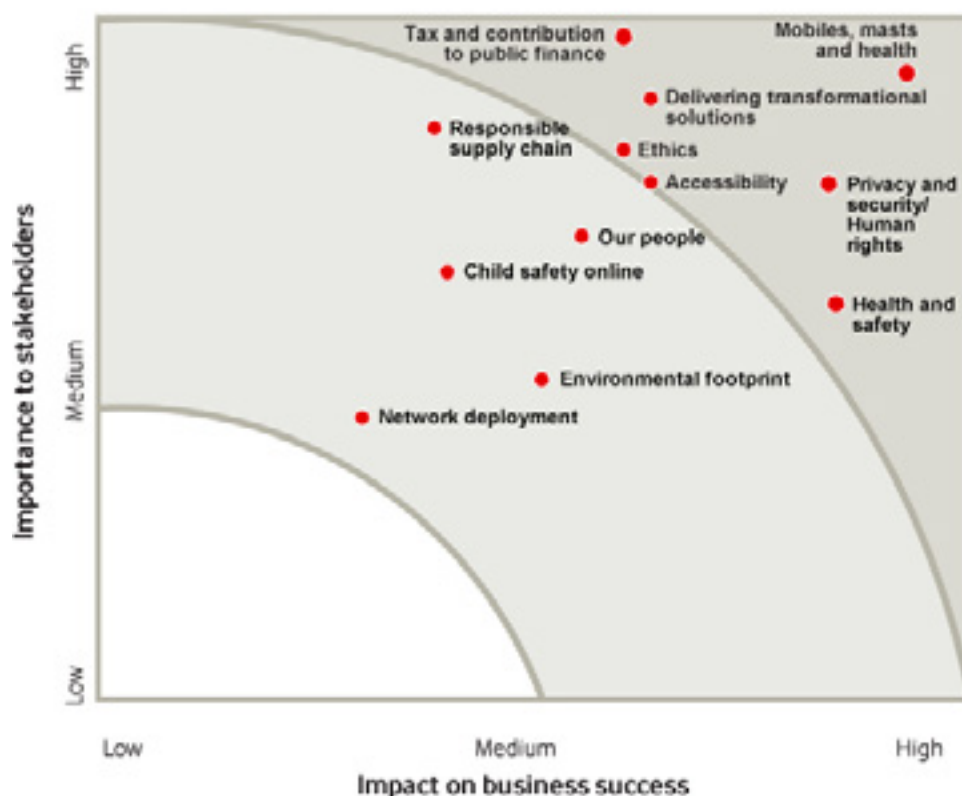 Tax and contribution
to public finance
Mobiles, masts
and health
Delivering transformational
solutions
Responsible
supply chain
Ethics
Accessibility
Privacy and
security/
Human
rights
Our people
Child safety online
Health and
safety
Environmental footprint
Network deployment
High
Medium
Low
Importance to stakeholders
Low
Medium
High
Impact on business success